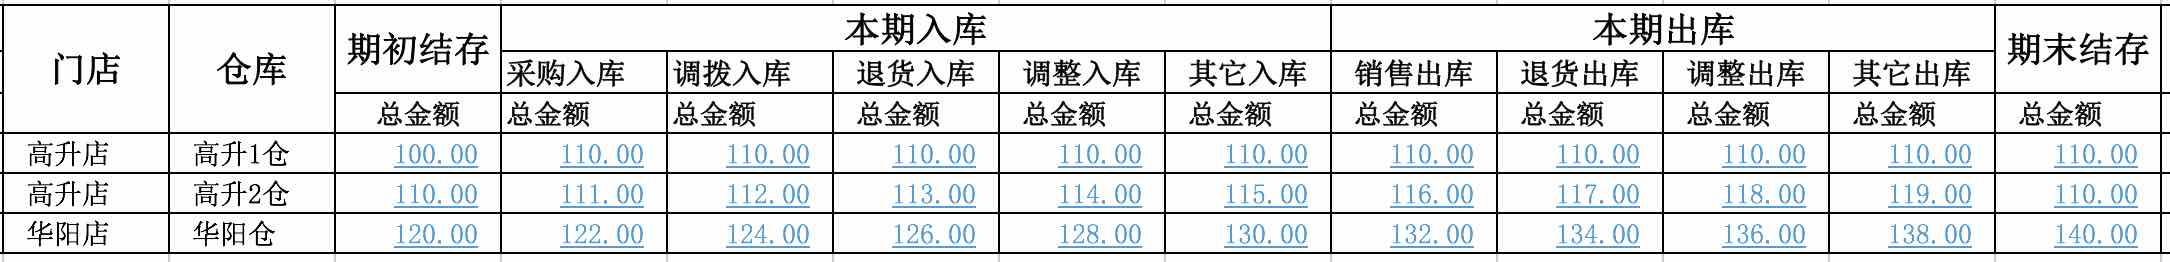 门店 仓库 期初结存 本期入库 本期出库 期末结存
采购入库 调拨入库 退货入库 调整入库 其它入库 销售出库 退货出库 调整出库 其它出库
总金额 总金额 总金额 总金额 总金额 总金额 总金额 总金额 总金额 总金额 总金额
高升店 高升1仓 100.00 110.00 110.00 110.00 110.00 110.00 110.00 110.00 110.00 110.00 110.00
高升店 高升2仓 110.00 111.00 112.00 113.00 114.00 115.00 116.00 117.00 118.00 119.00 110.00
华阳店 华阳仓 120.00 122.00 124.00 126.00 128.00 130.00 132.00 134.00 136.00 138.00 140.00